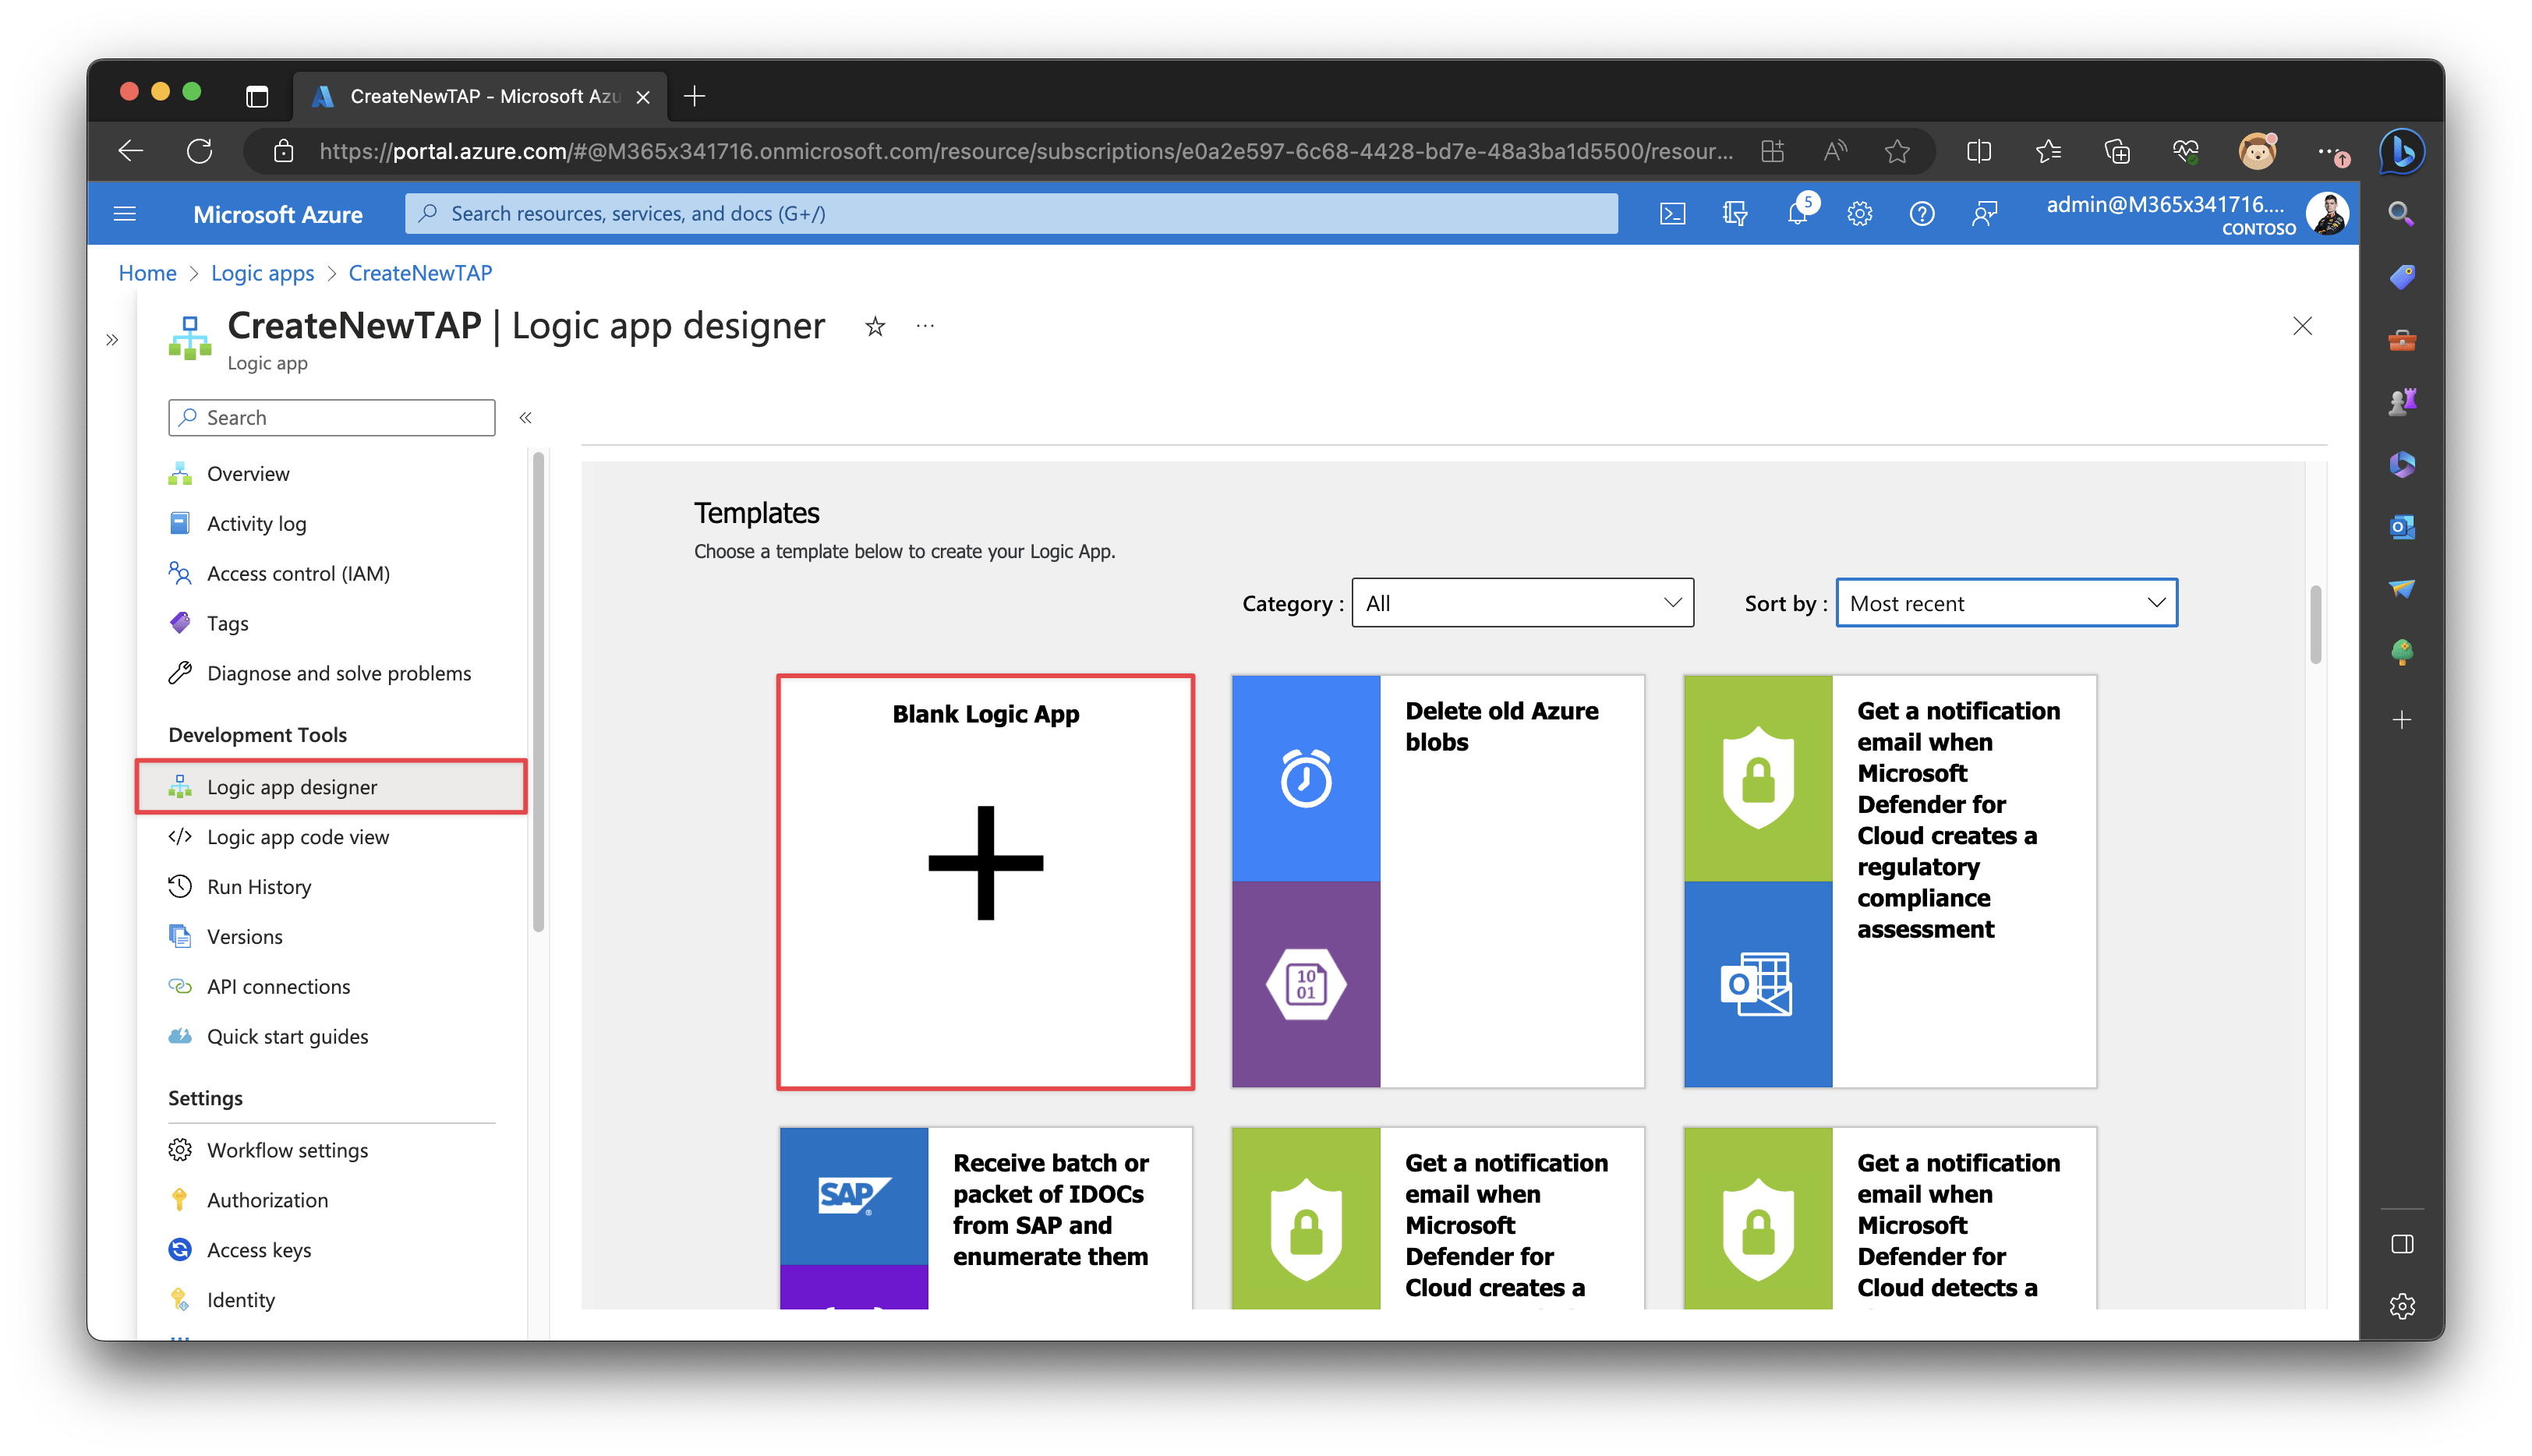 CreateNewTAP - Microsoft Azu
https://portal.azure.com/#@M365x341716.onmicrosoft.com/resource/subscriptions/e0a2e597-6c68-4428-bd7e-48a3ba1d5500/resour...
Microsoft Azure
Search resources, services, and docs (G+/)
5
admin@M365x341716....
CONTOSO
Home > Logic apps > CreateNewTAP
CreateNewTAP | Logic app designer
Logic app
Search
Overview
Activity log
Access control (IAM)
Tags
Diagnose and solve problems
Development Tools
Logic app designer
Logic app code view
Run History
Versions
API connections
Quick start guides
Settings
Workflow settings
Authorization
Access keys
Identity
Templates
Choose a template below to create your Logic App.
Category : All
Sort by : Most recent
Blank Logic App
Delete old Azure
blobs
10
01
Get a notification
email when
Microsoft
Defender for
Cloud creates a
regulatory
compliance
assessment
SAP
Receive batch or
packet of IDOCs
from SAP and
enumerate them
Get a notification
email when
Microsoft
Defender for
Cloud creates a
Get a notification
email when
Microsoft
Defender for
Cloud detects a